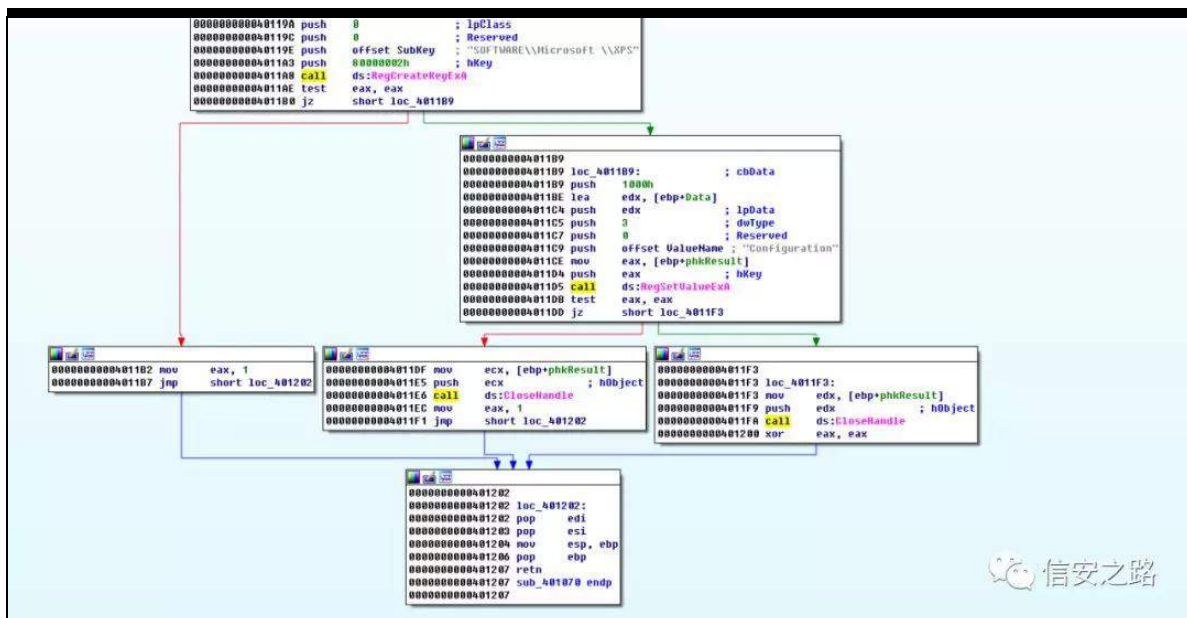 000000000040119A push 0 ; lpClass
000000000040119C push 0 ; Reserved
000000000040119E push offset SubKey ; "SOFTWARE\\Microsoft \\XPS"
00000000004011A3 push 80000002h ; hKey
00000000004011A8 call ds:RegCreateKeyExA
00000000004011AE test eax, eax
00000000004011B0 jz short loc_4011B9
00000000004011B9
00000000004011B9 loc_4011B9: ; cbData
00000000004011B9 push 1000h
00000000004011BE lea edx, [ebp+Data]
00000000004011C4 push edx ; lpData
00000000004011C5 push 3 ; dwType
00000000004011C7 push 0 ; Reserved
00000000004011C9 push offset ValueName ; "Configuration"
00000000004011CE mov eax, [ebp+phkResult]
00000000004011D4 push eax ; hKey
00000000004011D5 call ds:RegSetValueExA
00000000004011DB test eax, eax
00000000004011DD jz short loc_4011F3
00000000004011B2 mov eax, 1
00000000004011B7 jmp short loc_401202
00000000004011DF mov ecx, [ebp+phkResult]
00000000004011E5 push ecx ; hObject
00000000004011E6 call ds:CloseHandle
00000000004011EC mov eax, 1
00000000004011F1 jmp short loc_401202
00000000004011F3
00000000004011F3 loc_4011F3:
00000000004011F3 mov edx, [ebp+phkResult]
00000000004011F9 push edx ; hObject
00000000004011FA call ds:CloseHandle
0000000000401200 xor eax, eax
0000000000401202
0000000000401202 loc_401202:
0000000000401202 pop edi
0000000000401203 pop esi
0000000000401204 mov esp, ebp
0000000000401206 pop ebp
0000000000401207 retn
0000000000401207 sub_401070 endp
0000000000401207
信安之路